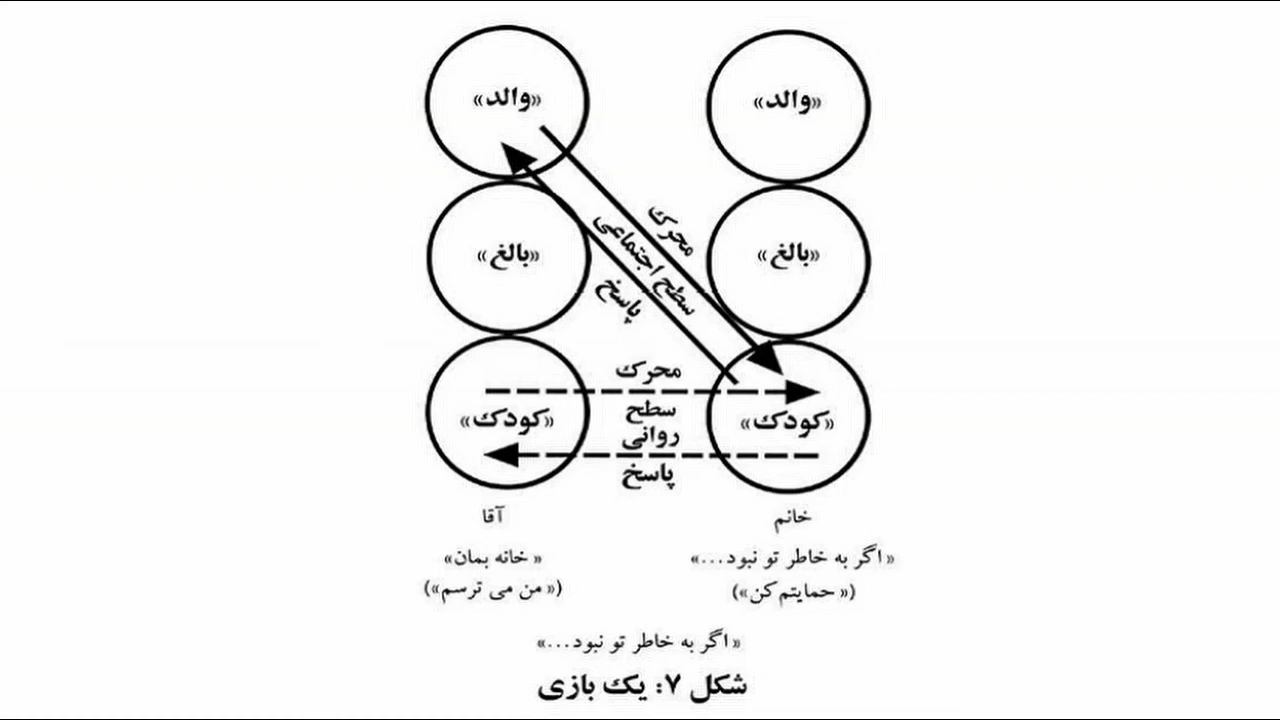 «والد» «والد»
محرک
سطح اجتماعی
پاسخ
«بالغ» «بالغ»
محرک
«کودک» «کودک»
سطح
روانی
پاسخ
خانم آقا
«اگر به خاطر تو نبود...» «خانه بمان»
(«حمایتم کن») («من می ترسم»)
«اگر به خاطر تو نبود...»
شکل ۷: یک بازی